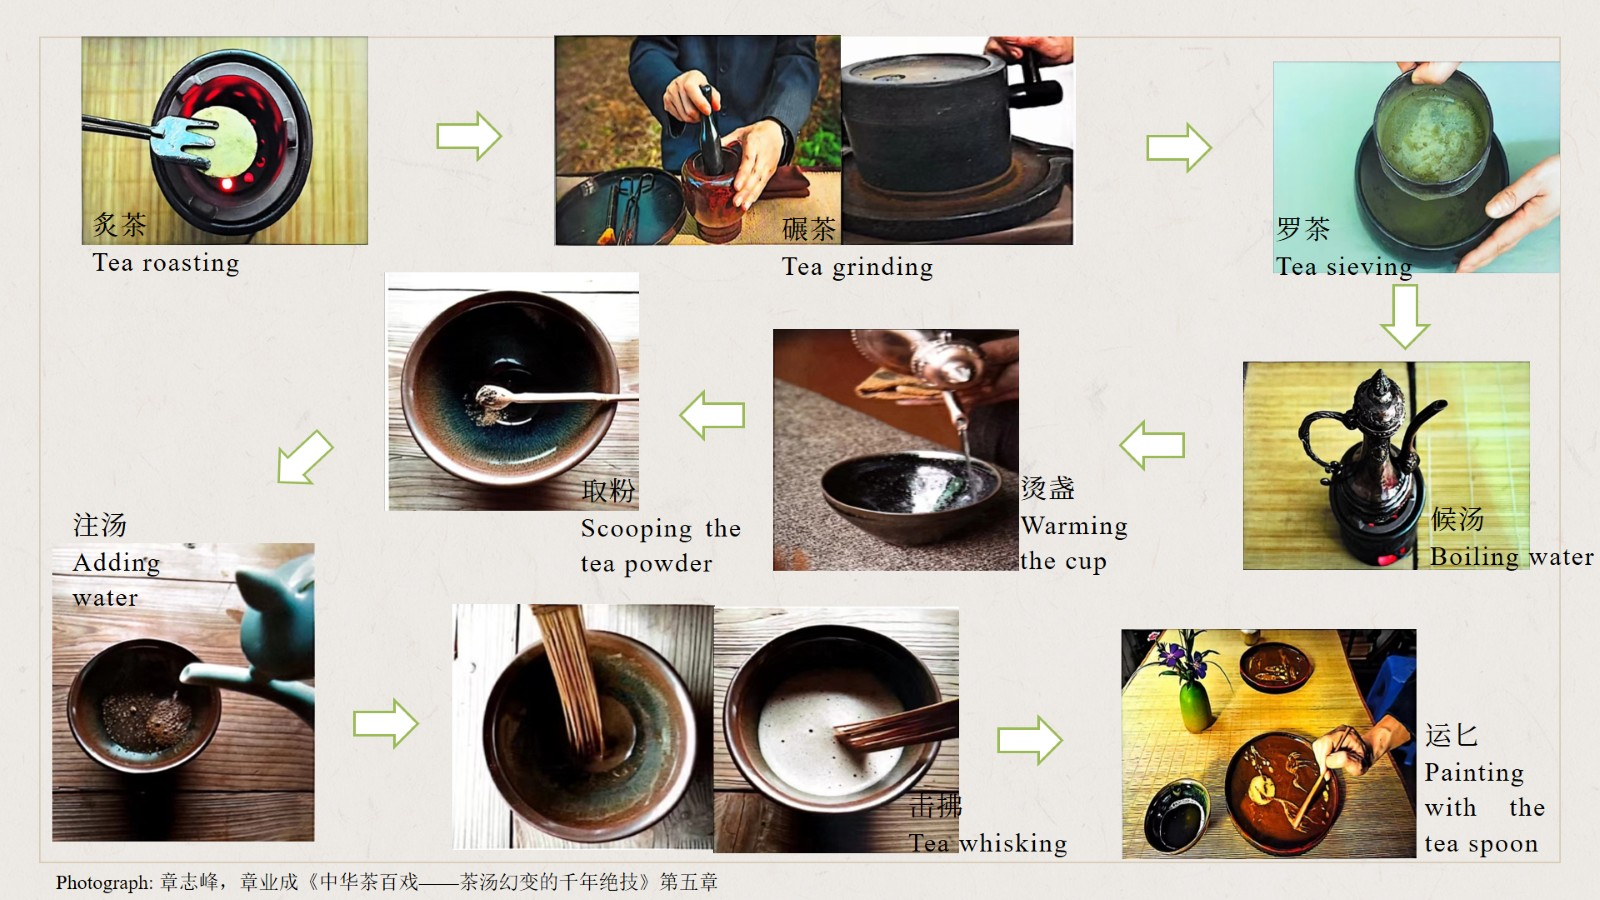 炙茶
Tea roasting
碾茶
Tea grinding
罗茶
Tea sieving
候汤
Boiling water
烫盏
Warming
the cup
取粉
Scooping the
tea powder
注汤
Adding
water
击拂
Tea whisking
运匕
Painting
with the
tea spoon
Photograph: 章志峰，章业成《中华茶百戏——茶汤幻变的千年绝技》第五章